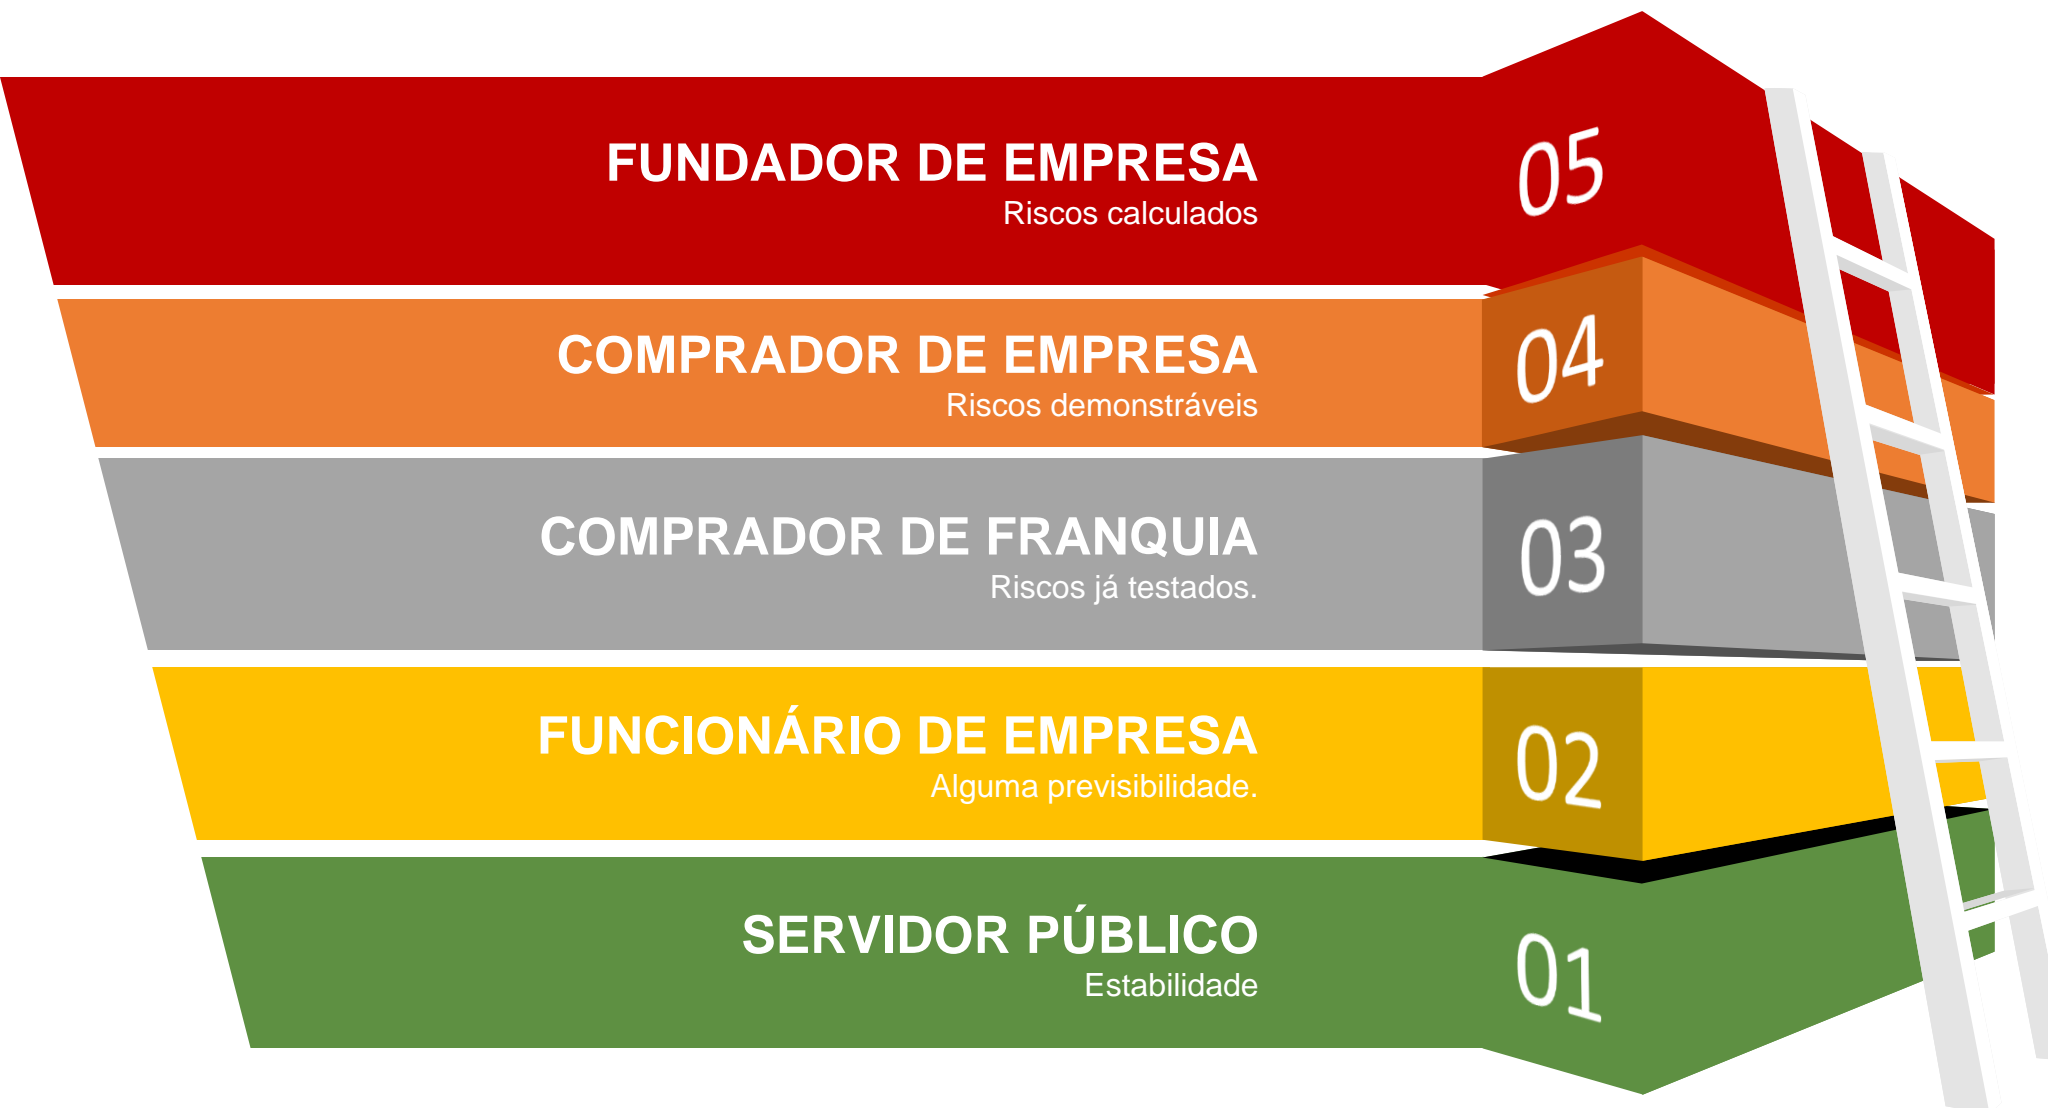 FUNDADOR DE EMPRESA
Riscos calculados
05
COMPRADOR DE EMPRESA
Riscos demonstráveis
04
COMPRADOR DE FRANQUIA
Riscos já testados.
03
FUNCIONÁRIO DE EMPRESA
Alguma previsibilidade.
02
SERVIDOR PÚBLICO
Estabilidade
01